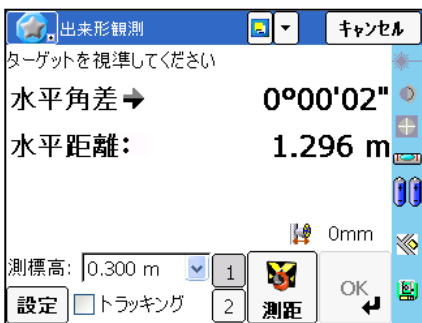 出来形観測
キャンセル
ターゲットを視準してください
水平角差➔ 0°00'02"
水平距離: 1.296 m
0mm
測標高: 0.300 m 1
設定 トラッキング 2
測距
OK